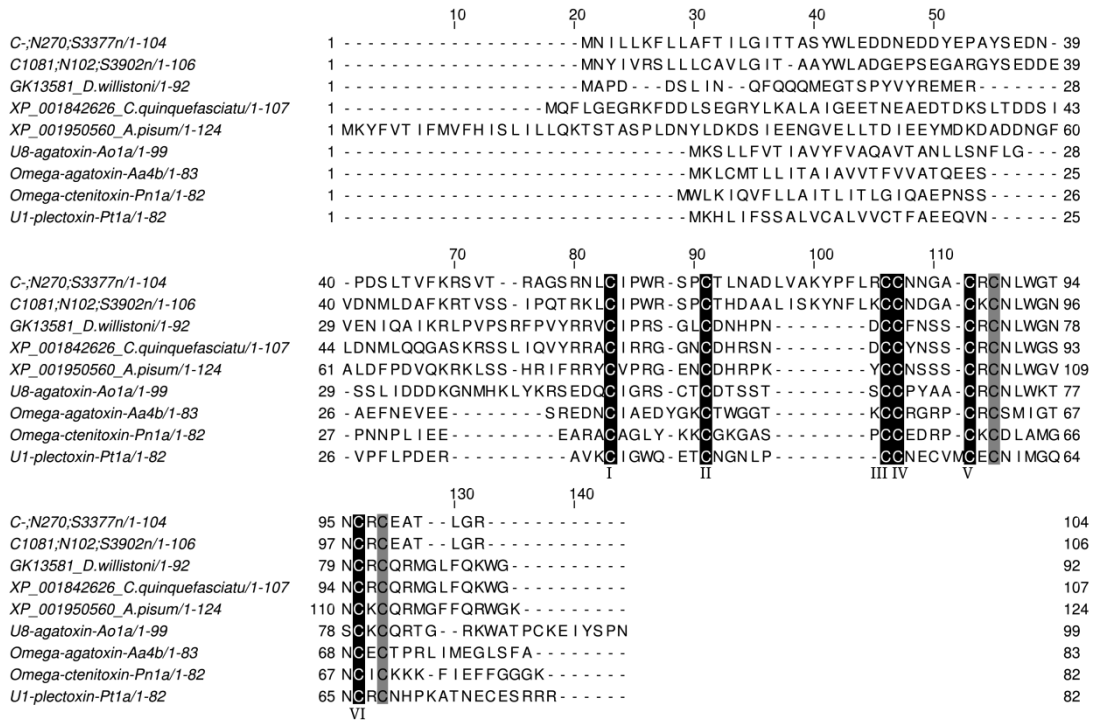 10 20 30 40 50
C-;N270;S3377n/1-104 1 --------------------MNILLKFLLAFTILGITTASYWLEDDNEDDYEPAYSEDN- 39
C1081;N102;S3902n/1-106 1 --------------------MNYIVRSLLLCAVLGIT-AAYWLADGEPSEGARGYSEDDE 39
GK13581_D.willistoni/1-92 1 --------------------MAPD---DSLIN--QFQQQMEGTSPYVYREMER------- 28
XP_001842626_C.quinquefasciatu/1-107 1 -----------------MQFLGEGRKFDDLSEGRYLKALAIGEETNEAEDTDKSLTDDSI 43
XP_001950560_A.pisum/1-124 1 MKYFVTIFMVFHISLILLQKTSTASPLDNYLDKDSIEENGVELLTDIEEYMDKDADDNGF 60
U8-agatoxin-Ao1a/1-99 1 -----------------------------MKSLLFVTIAVYFVAQAVTANLLSNFLG--- 28
Omega-agatoxin-Aa4b/1-83 1 -----------------------------MKLCMTLLITAIAVVTFVVATQEES------ 25
Omega-ctenitoxin-Pn1a/1-82 1 ----------------------------MWLKIQVFLLAITLITLGIQAEPNSS------ 26
U1-plectoxin-Pt1a/1-82 1 -----------------------------MKHLIFSSALVCALVVCTFAEEQVN------ 25
70 80 90 100 110
C-;N270;S3377n/1-104 40 -PDSLTVFKRSVT--RAGSRNLCIPWR-SPCTLNADLVAKYPFLRCCNNGA-CRCNLWGT 94
C1081;N102;S3902n/1-106 40 VDNMLDAFKRTVSS-IPQTRKLCIPWR-SPCTHDAALISKYNFLKCCNDGA-CKCNLWGN 96
GK13581_D.willistoni/1-92 29 VENIQAIKRLPVPSRFPVYRRVCIPRS-GLCDNHPN--------DCCFNSS-CRCNLWGN 78
XP_001842626_C.quinquefasciatu/1-107 44 LDNMLQQGASKRSSLIQVYRRACIRRG-GNCDHRSN--------DCCYNSS-CRCNLWGS 93
XP_001950560_A.pisum/1-124 61 ALDFPDVQKRKLSS-HRIFRRYCVPRG-ENCDHRPK--------YCCNSSS-CRCNLWGV 109
U8-agatoxin-Ao1a/1-99 29 -SSLIDDDKGNMHKLYKRSEDQCIGRS-CTCDTSST--------SCCPYAA-CRCNLWKT 77
Omega-agatoxin-Aa4b/1-83 26 -AEFNEVEE--------SREDNCIAEDYGKCTWGGT--------KCCRGRP-CRCSMIGT 67
Omega-ctenitoxin-Pn1a/1-82 27 -PNNPLIEE---------EARACAGLY-KKCGKGAS--------PCCEDRP-CKCDLAMG 66
U1-plectoxin-Pt1a/1-82 26 -VPFLPDER----------AVKCIGWQ-ETCNGNLP---------CCNECVMCECNIMGQ 64
I II III IV V
130 140
C-;N270;S3377n/1-104 95 NCRCEAT--LGR------------ 104
C1081;N102;S3902n/1-106 97 NCRCEAT--LGR------------ 106
GK13581_D.willistoni/1-92 79 NCRCQRMGLFQKWG---------- 92
XP_001842626_C.quinquefasciatu/1-107 94 NCRCQRMGLFQKWG---------- 107
XP_001950560_A.pisum/1-124 110 NCKCQRMGFFQRWGK--------- 124
U8-agatoxin-Ao1a/1-99 78 SCKCQRTG--RKWATPCKEIYSPN 99
Omega-agatoxin-Aa4b/1-83 68 NCECTPRLIMEGLSFA-------- 83
Omega-ctenitoxin-Pn1a/1-82 67 NCICKKK-FIEFFGGGK------- 82
U1-plectoxin-Pt1a/1-82 65 NCRCNHPKATNECESRRR------ 82
VI